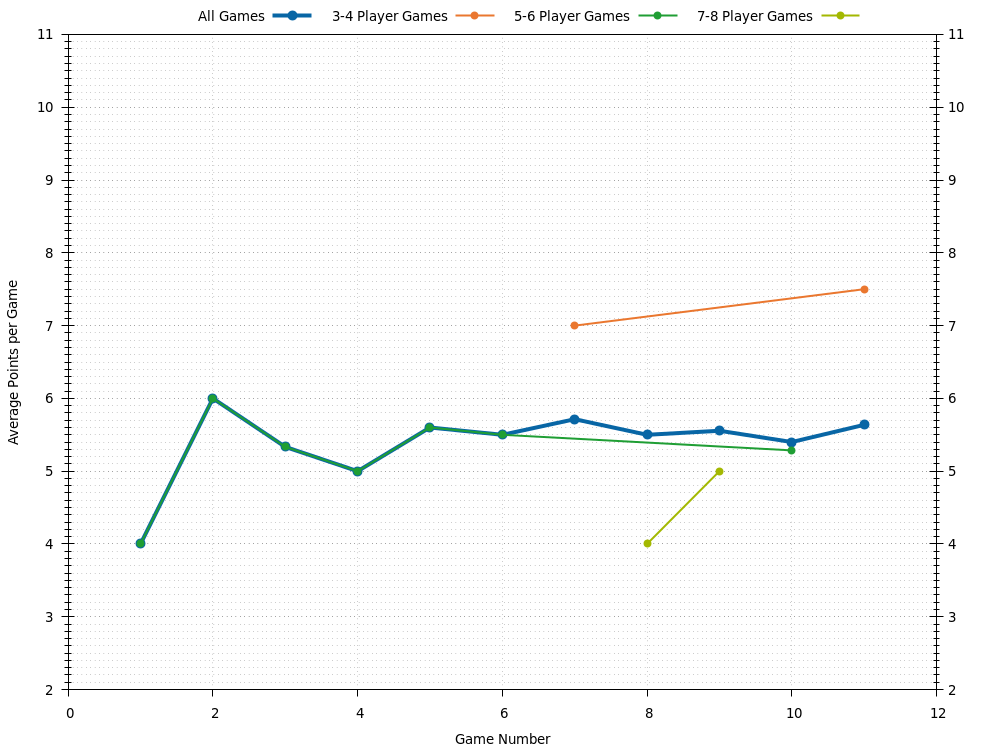 All Games 3-4 Player Games 5-6 Player Games 7-8 Player Games
11 11
10 10
9 9
8 8
7 7
6 6
5 5
4 4
3 3
2 2
Average Points per Game
0 2 4 6 8 10 12
Game Number